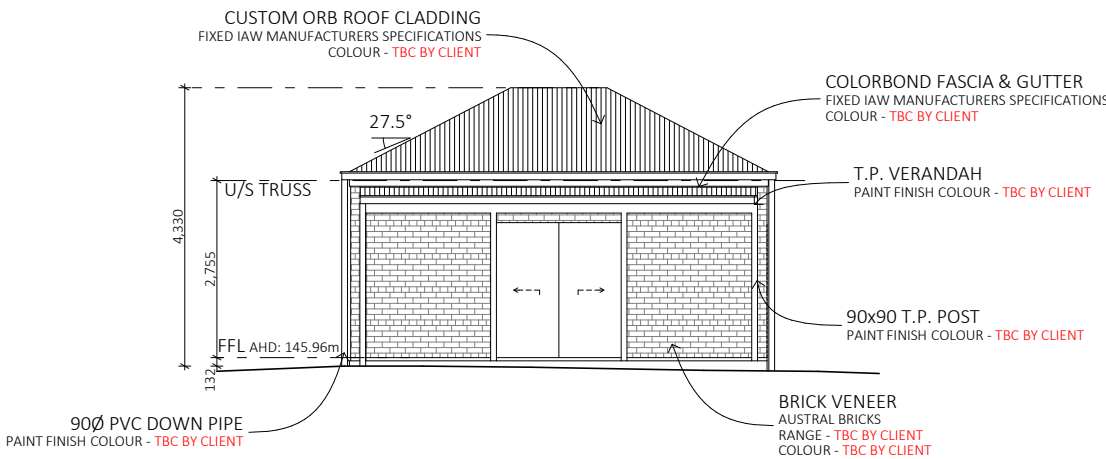 CUSTOM ORB ROOF CLADDING
FIXED IAW MANUFACTURERS SPECIFICATIONS
COLOUR - TBC BY CLIENT
COLORBOND FASCIA & GUTTER
FIXED IAW MANUFACTURERS SPECIFICATIONS
COLOUR - TBC BY CLIENT
27.5°
T.P. VERANDAH
PAINT FINISH COLOUR - TBC BY CLIENT
U/S TRUSS
4,330
2,755
90x90 T.P. POST
PAINT FINISH COLOUR - TBC BY CLIENT
FFL AHD: 145.96m
132
BRICK VENEER
AUSTRAL BRICKS
RANGE - TBC BY CLIENT
COLOUR - TBC BY CLIENT
90Ø PVC DOWN PIPE
PAINT FINISH COLOUR - TBC BY CLIENT